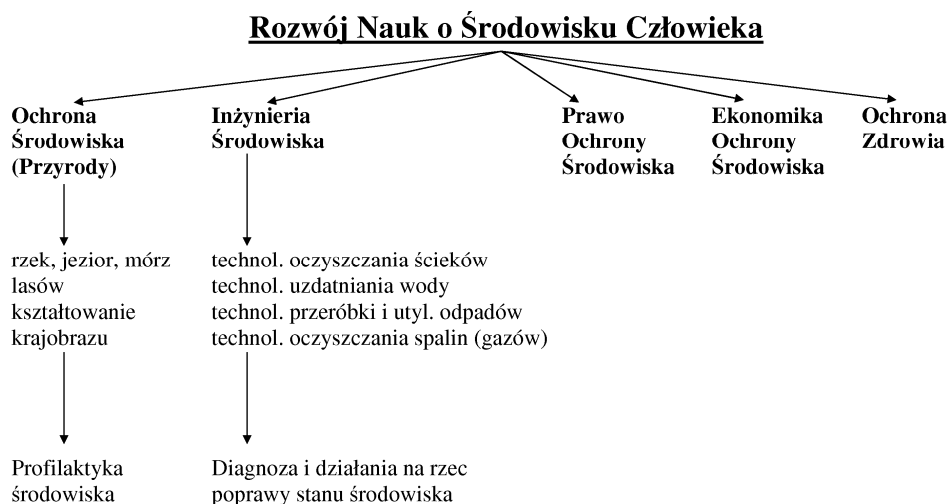 Rozwój Nauk o Środowisku Człowieka
Ochrona
Środowiska
(Przyrody)
Inżynieria
Środowiska
Prawo
Ochrony
Środowiska
Ekonomika
Ochrony
Środowiska
Ochrona
Zdrowia
rzek, jezior, mórz
lasów
kształtowanie
krajobrazu
technol. oczyszczania ścieków
technol. uzdatniania wody
technol. przeróbki i utyl. odpadów
technol. oczyszczania spalin (gazów)
Profilaktyka
środowiska
Diagnoza i działania na rzec
poprawy stanu środowiska